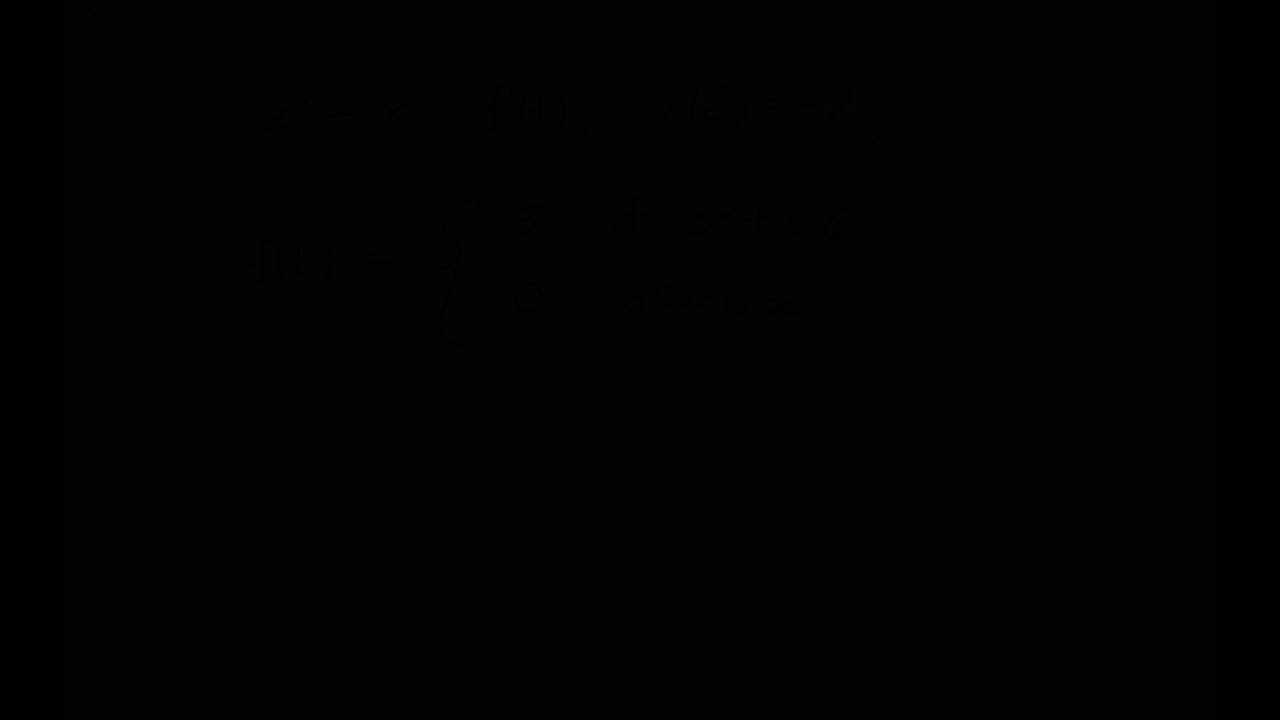 x' - x = f(t), x(0) = -2,
f(t) = { 5 if 3 < t ≤ 6
0 otherwise